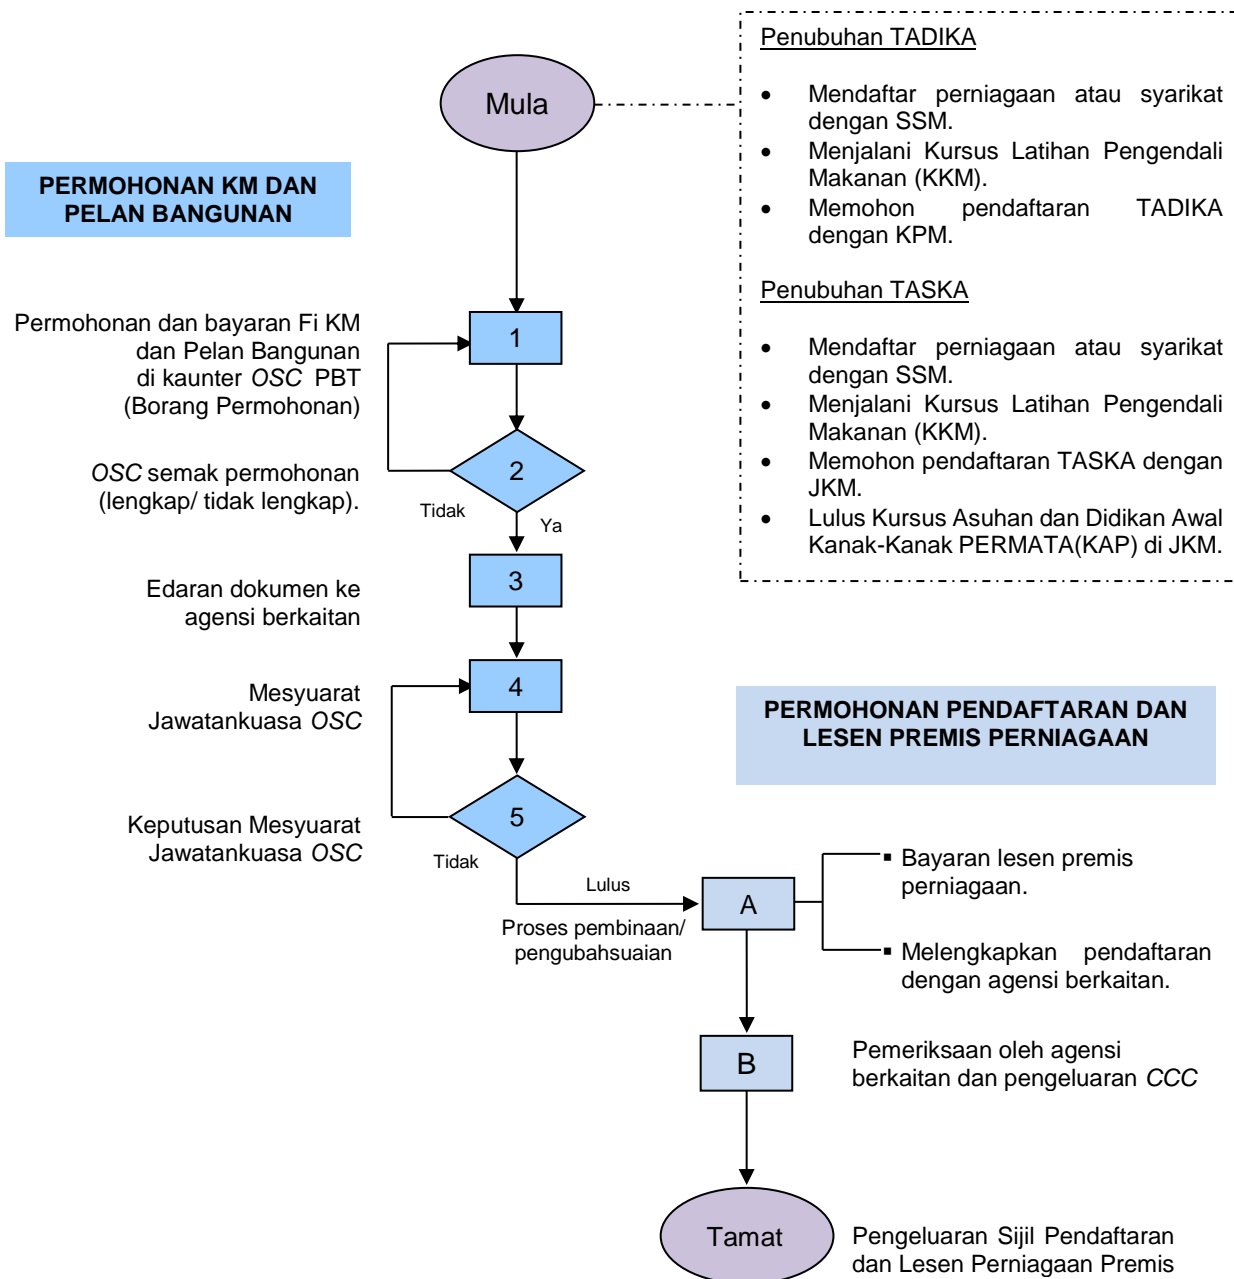 Mula
Penubuhan TADIKA
• Mendaftar perniagaan atau syarikat
dengan SSM.
• Menjalani Kursus Latihan Pengendali
Makanan (KKM).
• Memohon pendaftaran TADIKA
dengan KPM.
Penubuhan TASKA
• Mendaftar perniagaan atau syarikat
dengan SSM.
• Menjalani Kursus Latihan Pengendali
Makanan (KKM).
• Memohon pendaftaran TASKA dengan
JKM.
• Lulus Kursus Asuhan dan Didikan Awal
Kanak-Kanak PERMATA(KAP) di JKM.
PERMOHONAN KM DAN
PELAN BANGUNAN
Permohonan dan bayaran Fi KM
dan Pelan Bangunan
di kaunter OSC PBT
(Borang Permohonan)
1
OSC semak permohonan
(lengkap/ tidak lengkap).
2
Tidak
Ya
Edaran dokumen ke
agensi berkaitan
3
Mesyuarat
Jawatankuasa OSC
4
Keputusan Mesyuarat
Jawatankuasa OSC
5
Tidak
Lulus
Proses pembinaan/
pengubahsuaian
PERMOHONAN PENDAFTARAN DAN
LESEN PREMIS PERNIAGAAN
A
▪ Bayaran lesen premis
perniagaan.
▪ Melengkapkan pendaftaran
dengan agensi berkaitan.
B
Pemeriksaan oleh agensi
berkaitan dan pengeluaran CCC
Tamat
Pengeluaran Sijil Pendaftaran
dan Lesen Perniagaan Premis